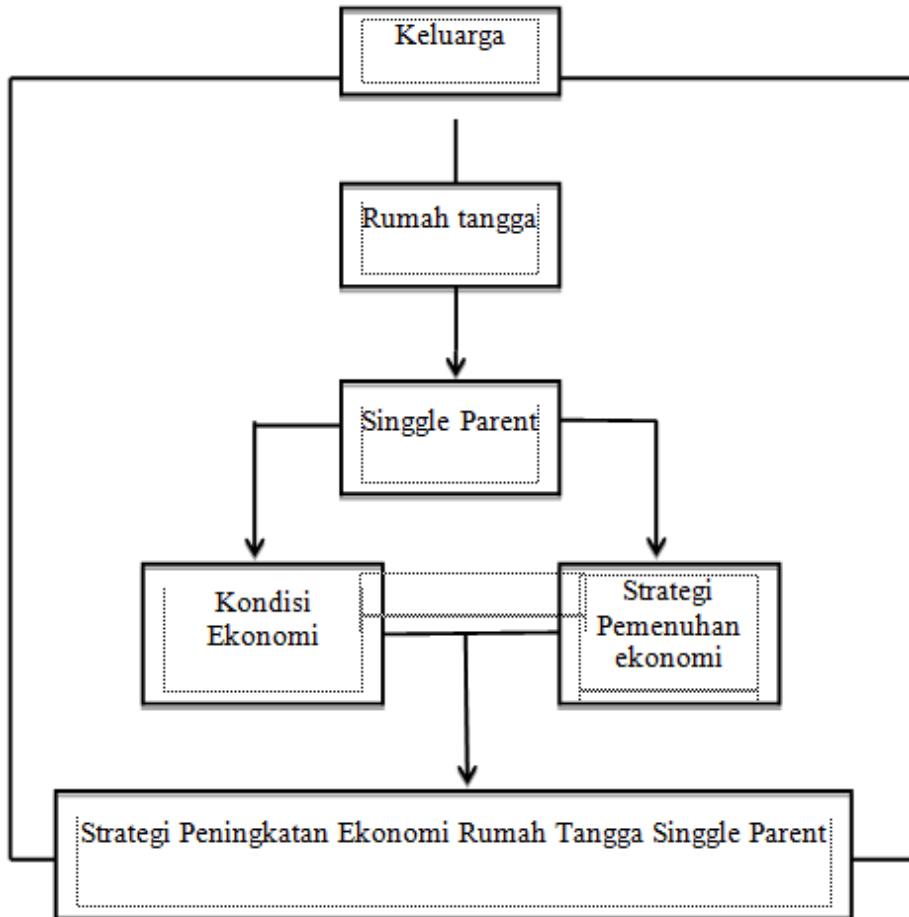 Keluarga
Rumah tangga
Singgle Parent
Kondisi
Ekonomi
Strategi
Pemenuhan
ekonomi
Strategi Peningkatan Ekonomi Rumah Tangga Singgle Parent